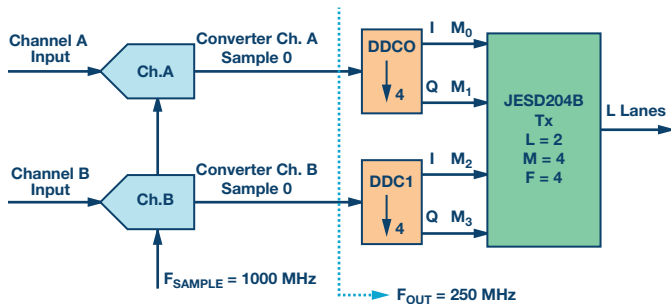 Channel A
Input
Ch.A
Converter Ch. A
Sample 0
DDCO
4
I M0
Q M1
JESD204B
Tx
L = 2
M = 4
F = 4
L Lanes
Channel B
Input
Ch.B
Converter Ch. B
Sample 0
DDC1
4
I M2
Q M3
FSAMPLE = 1000 MHz
FOUT = 250 MHz